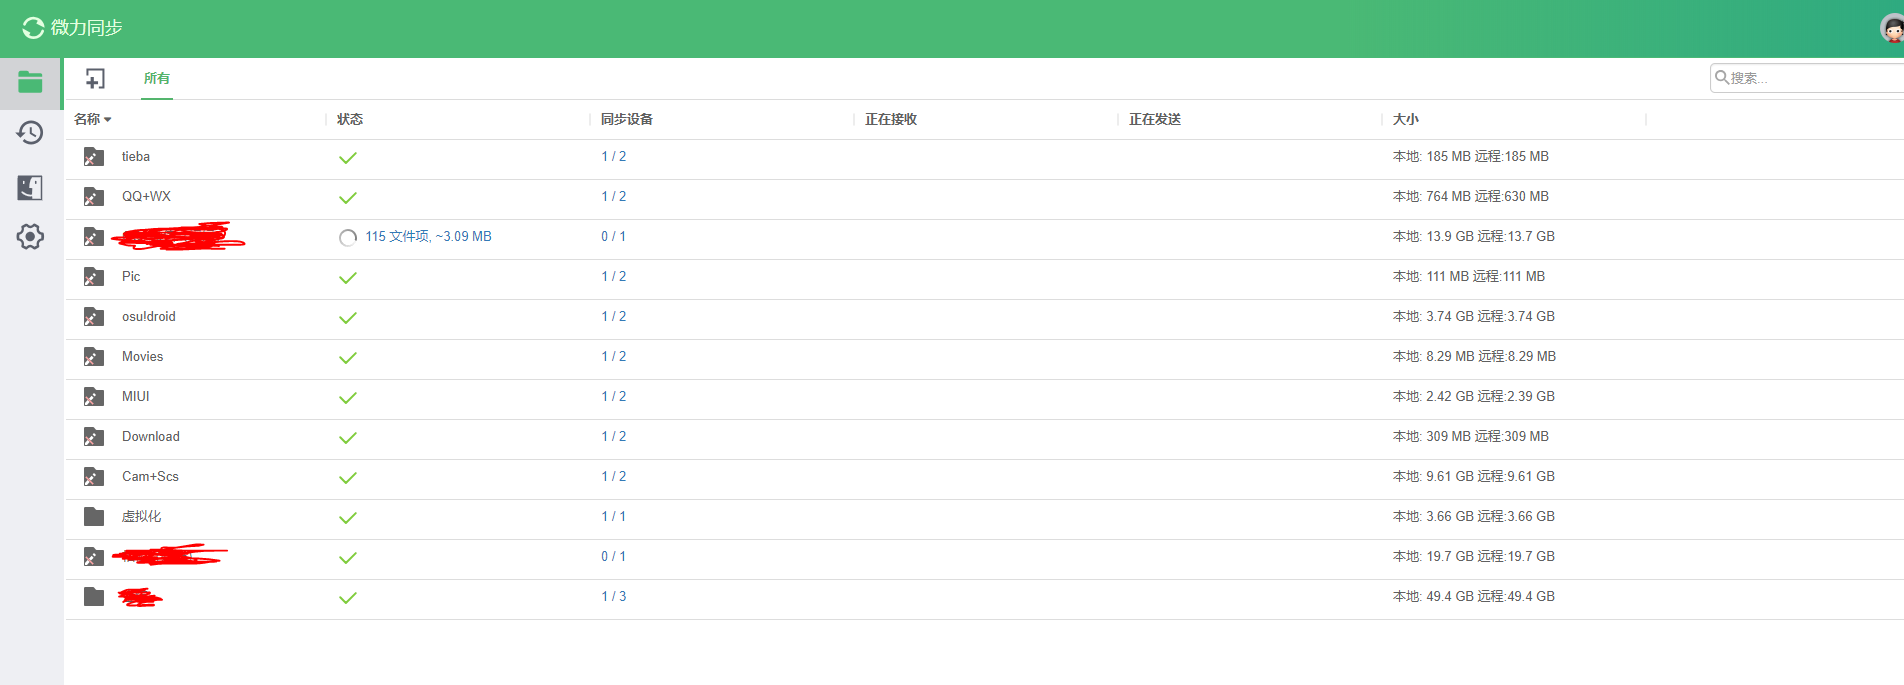 微力同步
所有
搜索...
名称 状态 同步设备 正在接收 正在发送 大小
tieba 1 / 2 本地: 185 MB 远程:185 MB
QQ+WX 1 / 2 本地: 764 MB 远程:630 MB
115 文件项, ~3.09 MB 0 / 1 本地: 13.9 GB 远程:13.7 GB
Pic 1 / 2 本地: 111 MB 远程:111 MB
osu!droid 1 / 2 本地: 3.74 GB 远程:3.74 GB
Movies 1 / 2 本地: 8.29 MB 远程:8.29 MB
MIUI 1 / 2 本地: 2.42 GB 远程:2.39 GB
Download 1 / 2 本地: 309 MB 远程:309 MB
Cam+Scs 1 / 2 本地: 9.61 GB 远程:9.61 GB
虚拟化 1 / 1 本地: 3.66 GB 远程:3.66 GB
0 / 1 本地: 19.7 GB 远程:19.7 GB
1 / 3 本地: 49.4 GB 远程:49.4 GB